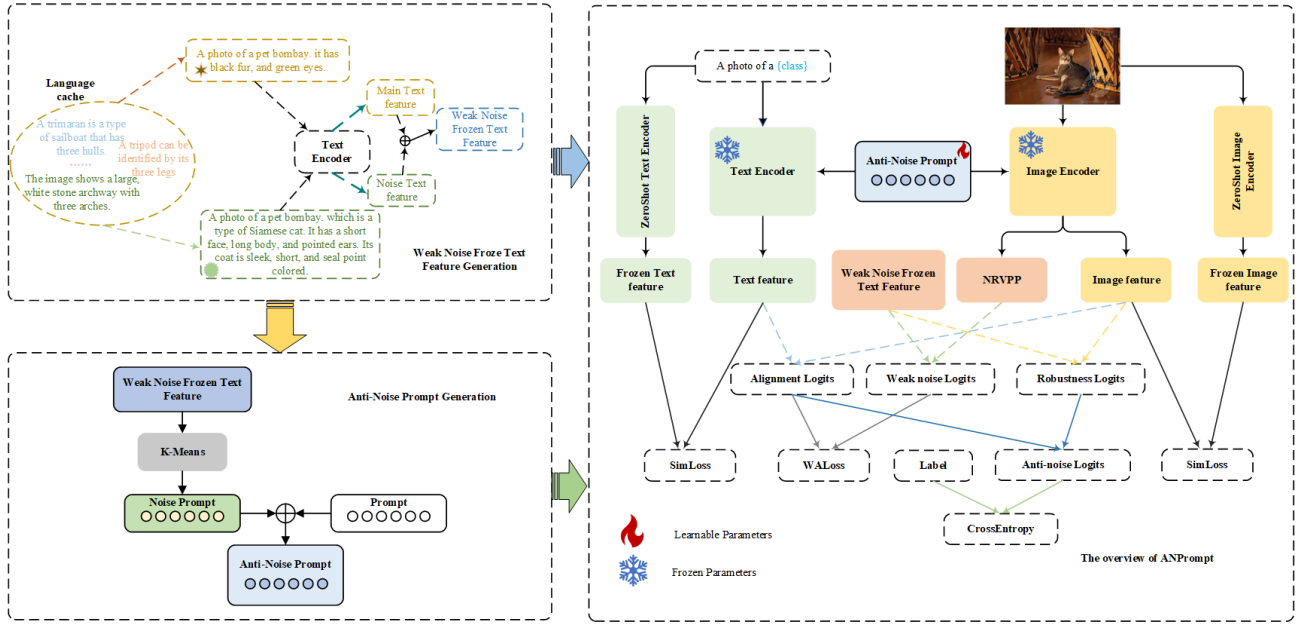 Language
cache
A trimaran is a type
of sailboat that has
three hulls.
......
A tripod can be
identified by its
three legs
The image shows a large,
white stone archway with
three arches.
A photo of a pet bombay. it has
black fur, and green eyes.
Text
Encoder
Main Text
feature
Noise Text
feature
Weak Noise
Frozen Text
Feature
A photo of a pet bombay. which is a
type of Siamese cat. It has a short
face, long body, and pointed ears. Its
coat is sleek, short, and seal point
colored.
Weak Noise Froze Text
Feature Generation
Weak Noise Frozen Text
Feature
K-Means
Noise Prompt
Prompt
Anti-Noise Prompt
Anti-Noise Prompt Generation
A photo of a {class}
ZeroShot Text Encoder
Text Encoder
Anti-Noise Prompt
Image Encoder
ZeroShot Image
Encoder
Frozen Text
feature
Text feature
Weak Noise Frozen
Text Feature
NRVPP
Image feature
Frozen Image
feature
Alignment Logits
Weak noise Logits
Robustness Logits
SimLoss
WALoss
Label
Anti-noise Logits
SimLoss
CrossEntropy
Learnable Parameters
Frozen Parameters
The overview of ANPrompt